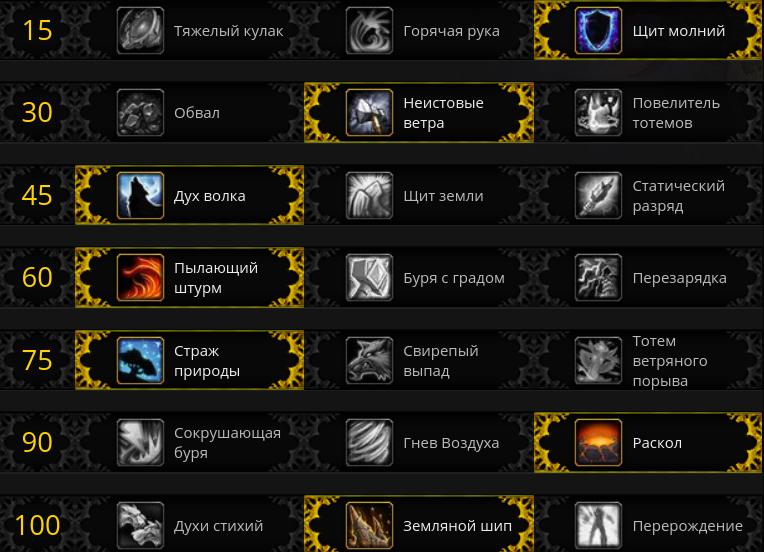 15
Тяжелый кулак
Горячая рука
Щит молний
30
Обвал
Неистовые
ветра
Повелитель
тотемов
45
Дух волка
Щит земли
Статический
разряд
60
Пылающий
штурм
Буря с градом
Перезарядка
75
Страж
природы
Свирепый
выпад
Тотем
ветряного
порыва
90
Сокрушающая
буря
Гнев Воздуха
Раскол
100
Духи стихий
Земляной шип
Перерождение